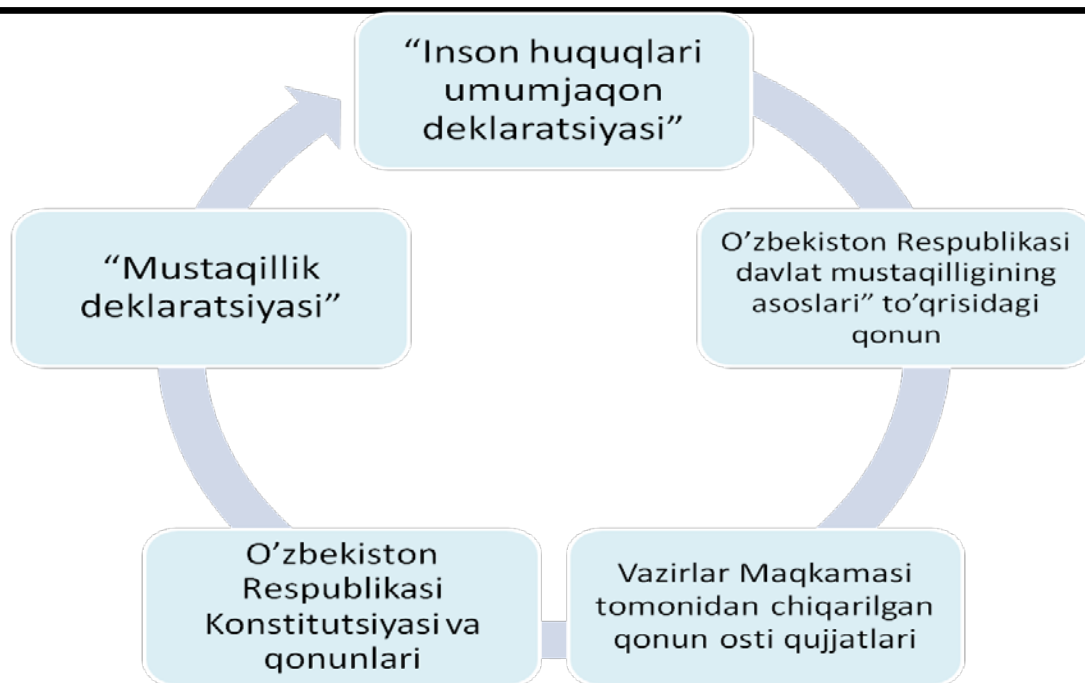 “Inson huquqlari
umumjaqon
deklaratsiyasi”
O’zbekiston Respublikasi
davlat mustaqilligining
asoslari” to’qrisidagi
qonun
Vazirlar Maqkamasi
tomonidan chiqarilgan
qonun osti qujjatlari
O’zbekiston
Respublikasi
Konstitutsiyasi va
qonunlari
“Mustaqillik
deklaratsiyasi”